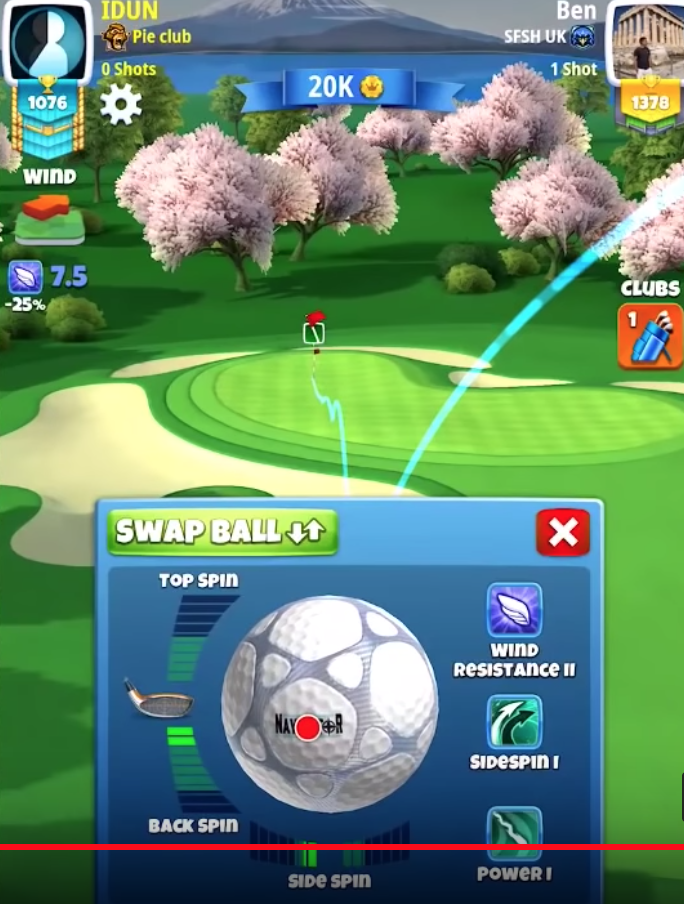 IDUN
Pie club
0 Shots
1076
Ben
SFSH UK
1 Shot
1378
20K
WIND
7.5
-25%
CLUBS
1
SWAP BALL
TOP SPIN
WIND
RESISTANCE II
SIDESPIN I
BACK SPIN
SIDE SPIN
POWER I